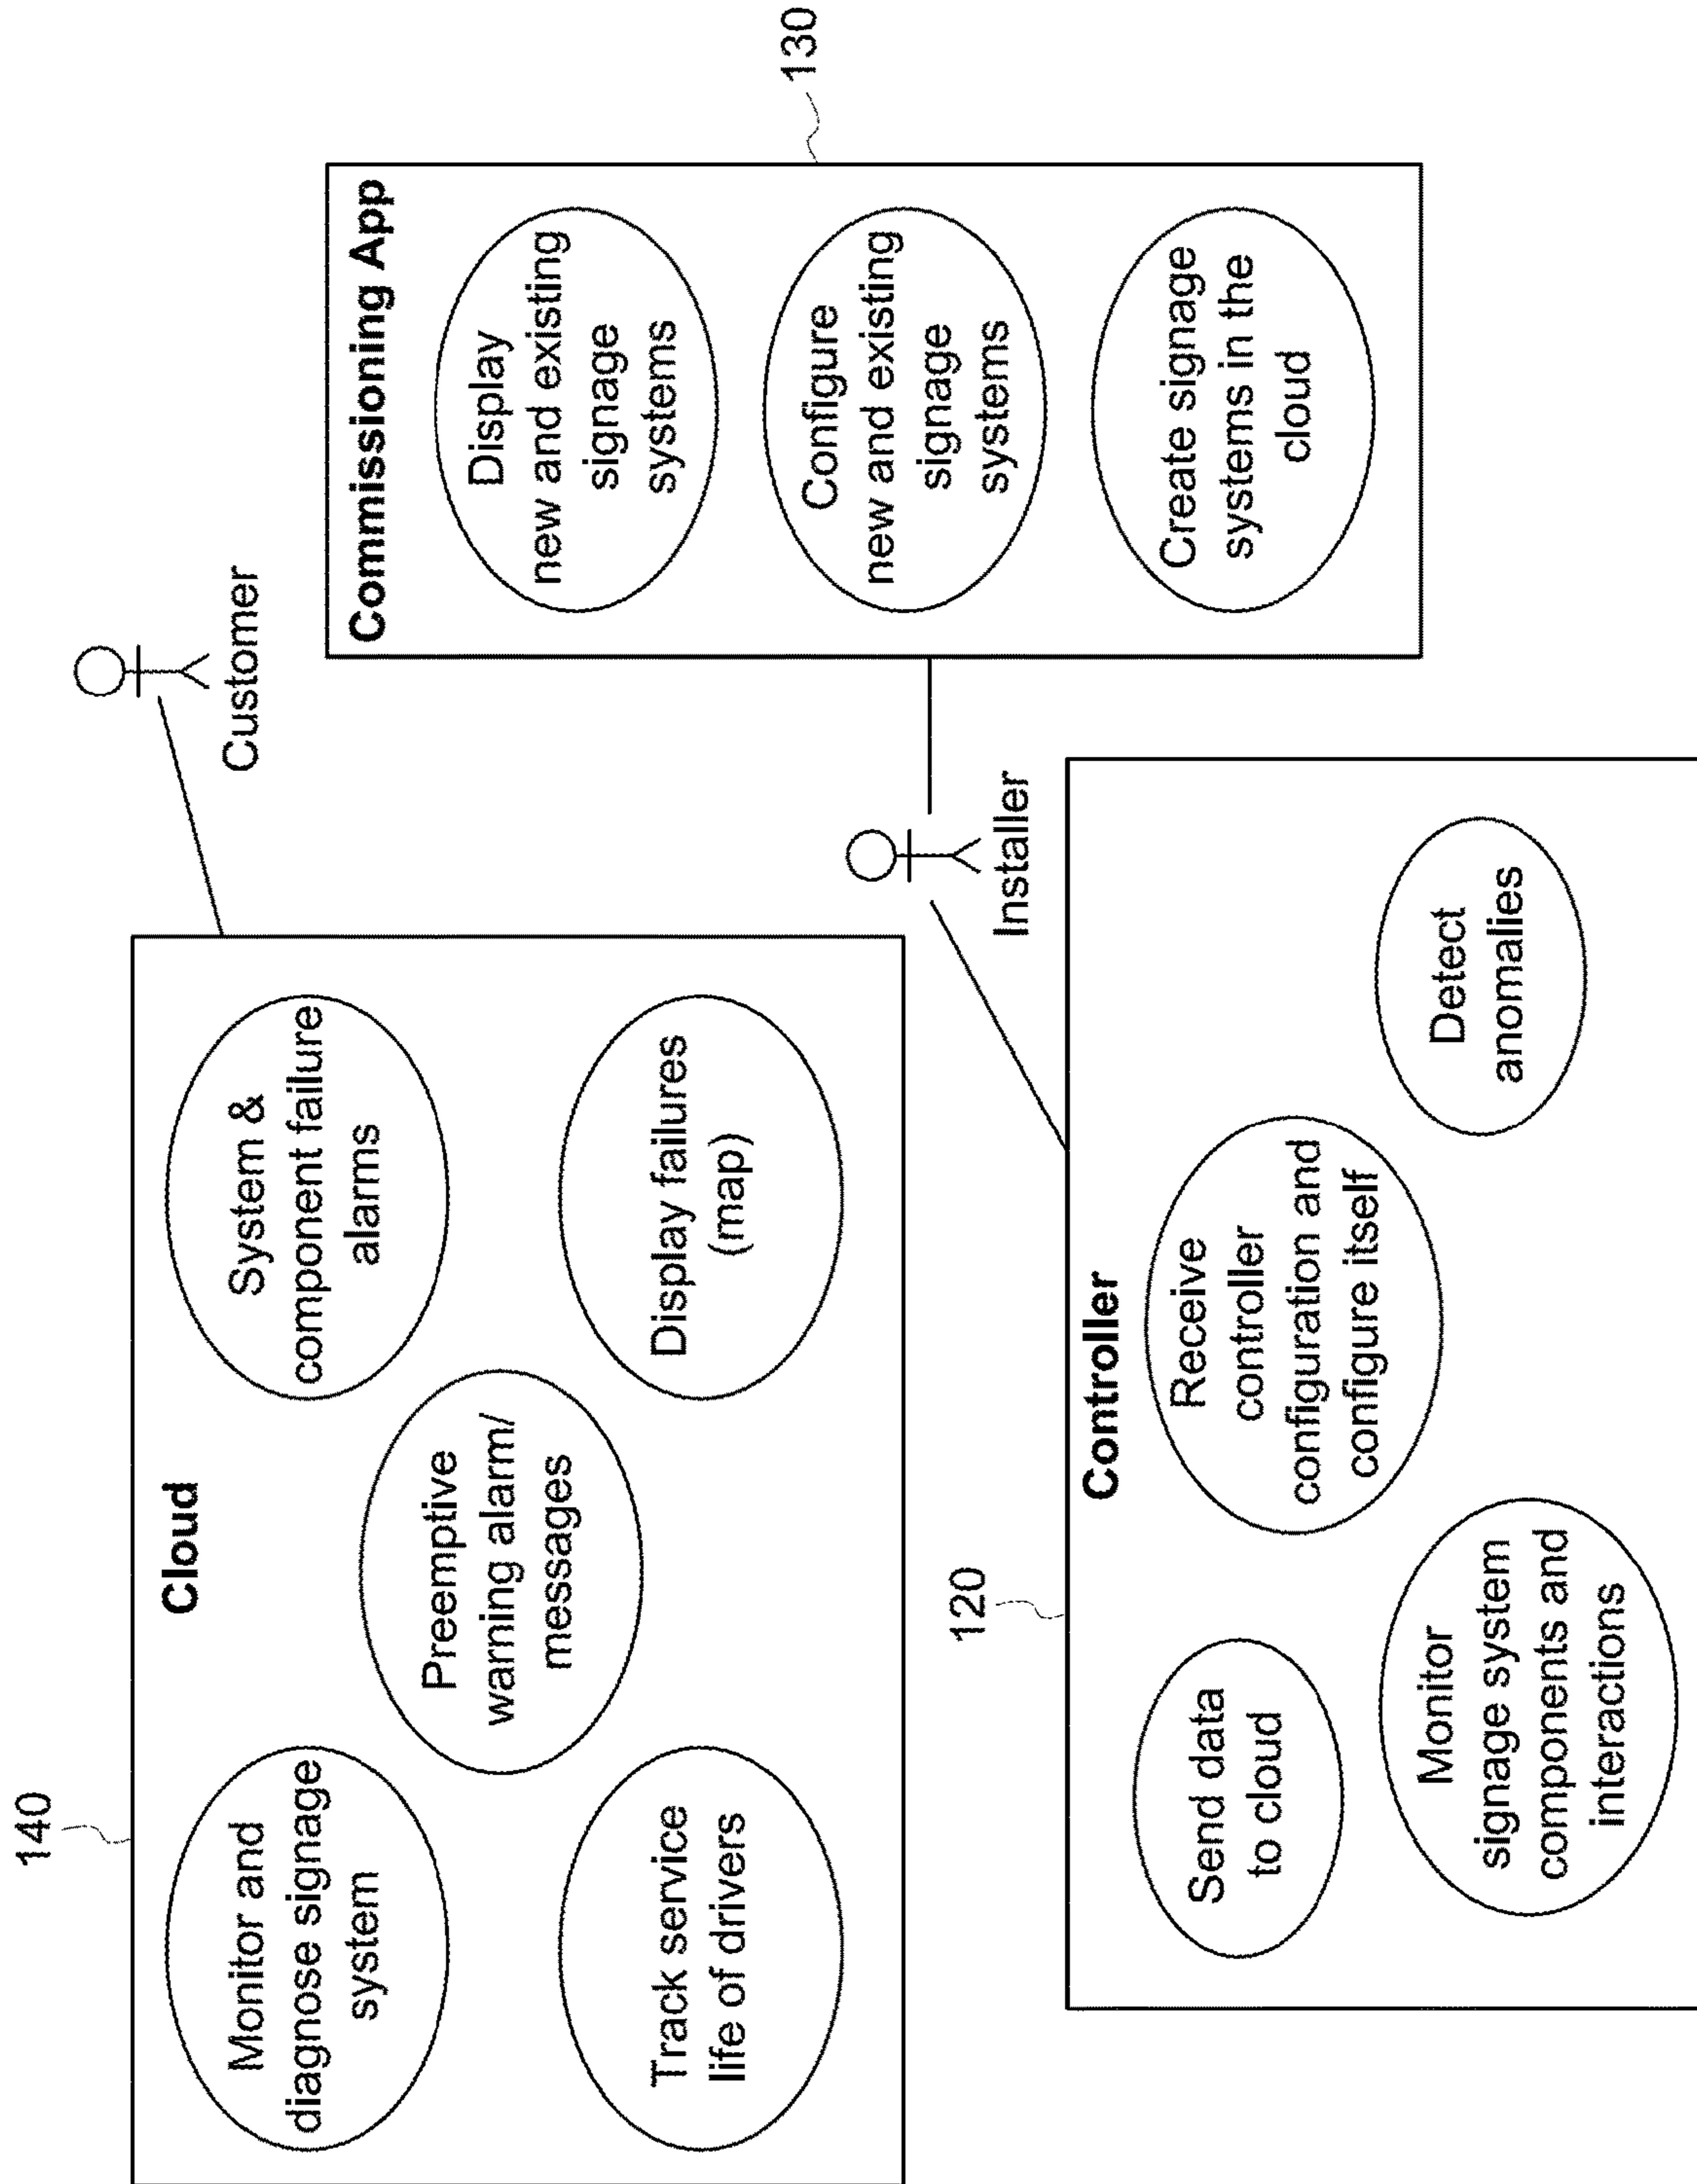 140
Cloud
Monitor and
diagnose signage
system
System &
component failure
alarms
Preemptive
warning alarm/
messages
Track service
life of drivers
Display failures
(map)
Customer
120
Controller
Send data
to cloud
Receive
controller
configuration and
configure itself
Monitor
signage system
components and
interactions
Detect
anomalies
Installer
Commissioning App
Display
new and existing
signage
systems
Configure
new and existing
signage
systems
Create signage
systems in the
cloud
130